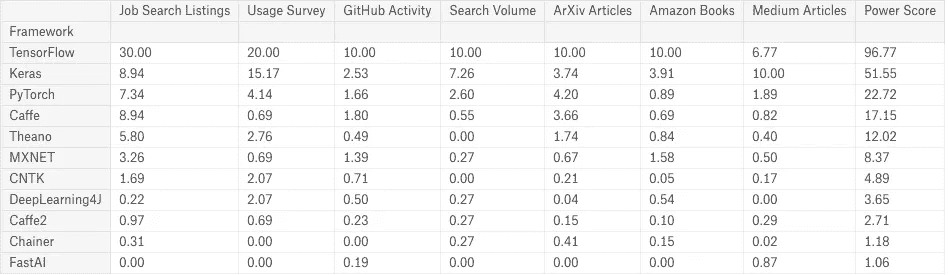 Job Search Listings Usage Survey GitHub Activity Search Volume ArXiv Articles Amazon Books Medium Articles Power Score
Framework
TensorFlow 30.00 20.00 10.00 10.00 10.00 10.00 6.77 96.77
Keras 8.94 15.17 2.53 7.26 3.74 3.91 10.00 51.55
PyTorch 7.34 4.14 1.66 2.60 4.20 0.89 1.89 22.72
Caffe 8.94 0.69 1.80 0.55 3.66 0.69 0.82 17.15
Theano 5.80 2.76 0.49 0.00 1.74 0.84 0.40 12.02
MXNET 3.26 0.69 1.39 0.27 0.67 1.58 0.50 8.37
CNTK 1.69 2.07 0.71 0.00 0.21 0.05 0.17 4.89
DeepLearning4J 0.22 2.07 0.50 0.27 0.04 0.54 0.00 3.65
Caffe2 0.97 0.69 0.23 0.27 0.15 0.10 0.29 2.71
Chainer 0.31 0.00 0.00 0.27 0.41 0.15 0.02 1.18
FastAI 0.00 0.00 0.19 0.00 0.00 0.00 0.87 1.06